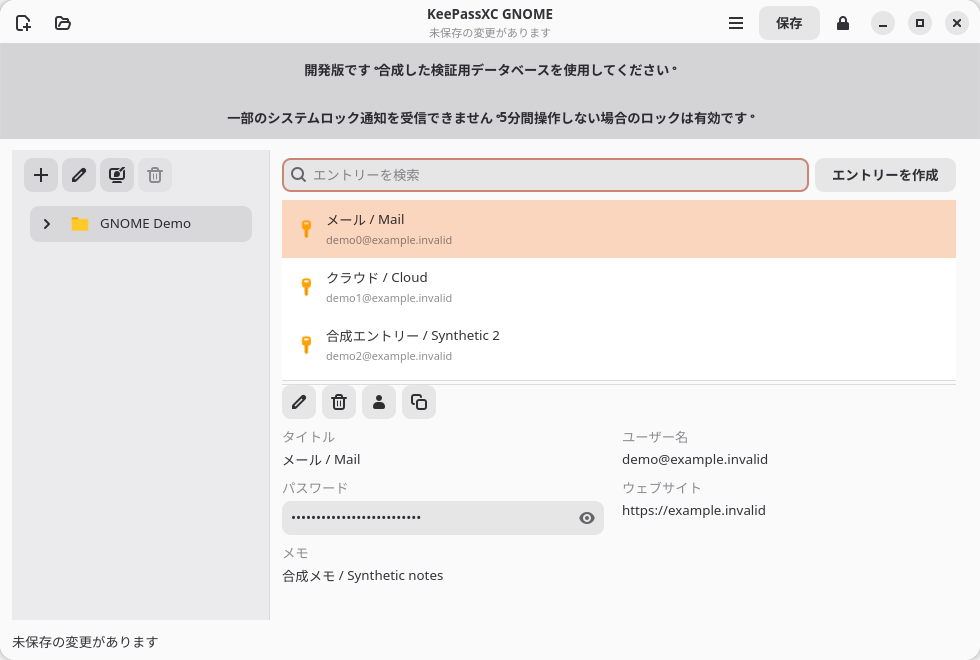 KeePassXC GNOME
未保存の変更があります
保存
開発版です。合成した検証用データベースを使用してください。
一部のシステムロック通知を受信できません。5分間操作しない場合のロックは有効です。
エントリーを検索
エントリーを作成
GNOME Demo
メール / Mail
demo0@example.invalid
クラウド / Cloud
demo1@example.invalid
合成エントリー / Synthetic 2
demo2@example.invalid
タイトル
メール / Mail
ユーザー名
demo@example.invalid
パスワード
••••••••••••••••••••••••••
ウェブサイト
https://example.invalid
メモ
合成メモ / Synthetic notes
未保存の変更があります